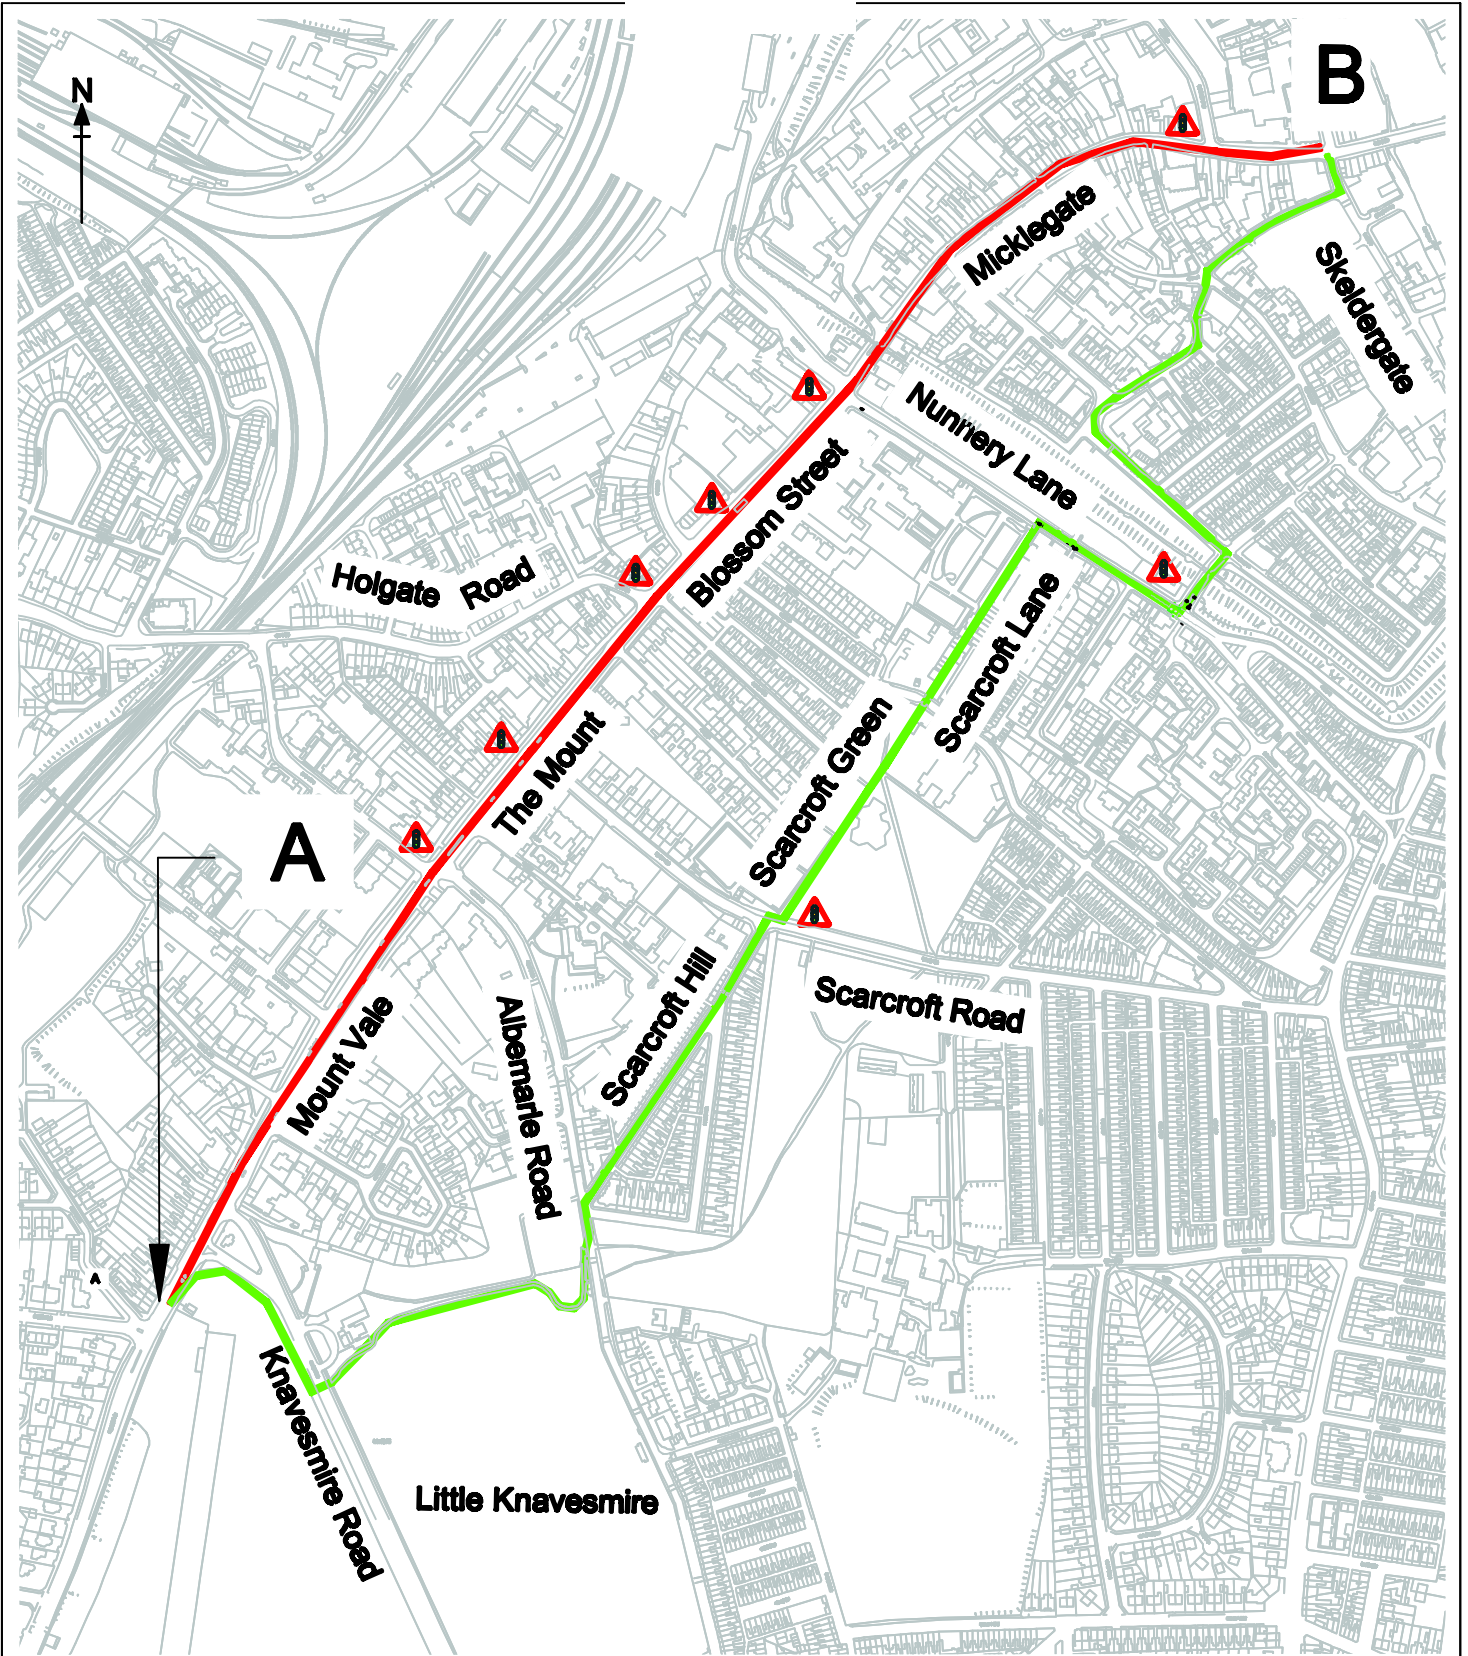 N
B
Micklegate
Skeldergate
Nunnery Lane
Blossom Street
Holgate Road
Scarcroft Lane
The Mount
Scarcroft Green
A
Scarcroft Hill
Scarcroft Road
Mount Vale
Albemarle Road
A
Knavesmire Road
Little Knavesmire